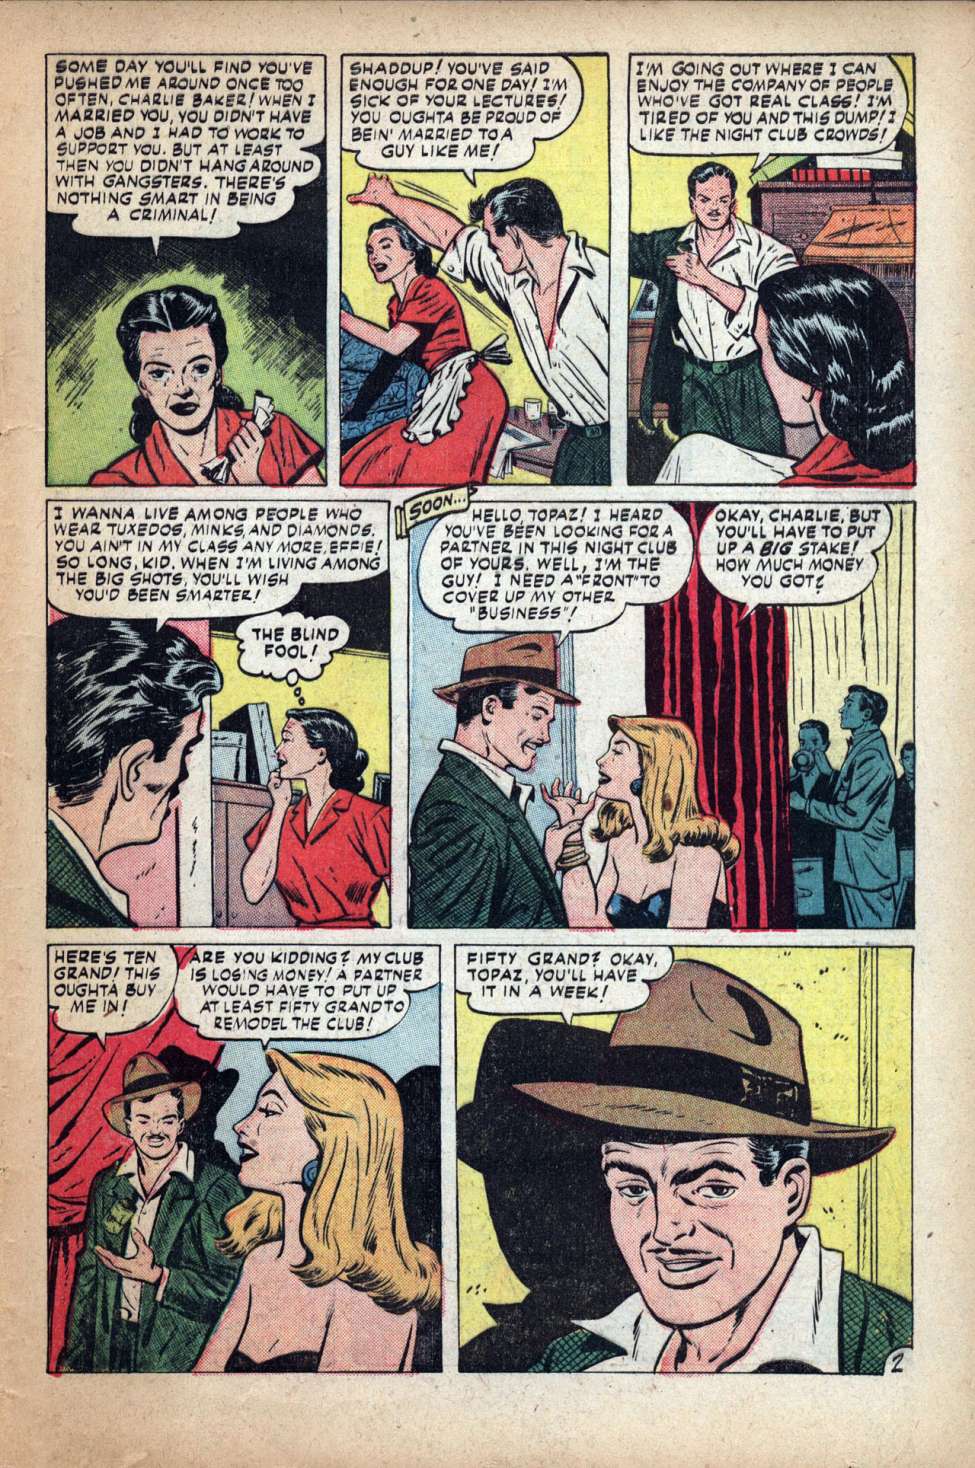 SOME DAY YOU'LL FIND YOU'VE
PUSHED ME AROUND ONCE TOO
OFTEN, CHARLIE BAKER! WHEN I
MARRIED YOU, YOU DIDN'T HAVE
A JOB AND I HAD TO WORK TO
SUPPORT YOU. BUT AT LEAST
THEN YOU DIDN'T HANG AROUND
WITH GANGSTERS. THERE'S
NOTHING SMART IN BEING
A CRIMINAL!
SHADDUP! YOU'VE SAID
ENOUGH FOR ONE DAY! I'M
SICK OF YOUR LECTURES!
YOU OUGHTA BE PROUD OF
BEIN' MARRIED TO A
GUY LIKE ME!
I'M GOING OUT WHERE I CAN
ENJOY THE COMPANY OF PEOPLE
WHO'VE GOT REAL CLASS! I'M
TIRED OF YOU AND THIS DUMP! I
LIKE THE NIGHT CLUB CROWDS!
I WANNA LIVE AMONG PEOPLE WHO
WEAR TUXEDOS, MINKS, AND DIAMONDS.
YOU AIN'T IN MY CLASS ANY MORE, EFFIE!
SO LONG, KID. WHEN I'M LIVING AMONG
THE BIG SHOTS, YOU'LL WISH
YOU'D BEEN SMARTER!
THE BLIND
FOOL!
SOON...
HELLO, TOPAZ! I HEARD
YOU'VE BEEN LOOKING FOR A
PARTNER IN THIS NIGHT CLUB
OF YOURS. WELL, I'M THE
GUY! I NEED A "FRONT" TO
COVER UP MY OTHER
"BUSINESS"!
OKAY, CHARLIE, BUT
YOU'LL HAVE TO PUT
UP A BIG STAKE!
HOW MUCH MONEY
YOU GOT?
HERE'S TEN
GRAND! THIS
OUGHTA BUY
ME IN!
ARE YOU KIDDING? MY CLUB
IS LOSING MONEY! A PARTNER
WOULD HAVE TO PUT UP
AT LEAST FIFTY GRAND TO
REMODEL THE CLUB!
FIFTY GRAND? OKAY,
TOPAZ, YOU'LL HAVE
IT IN A WEEK!
2